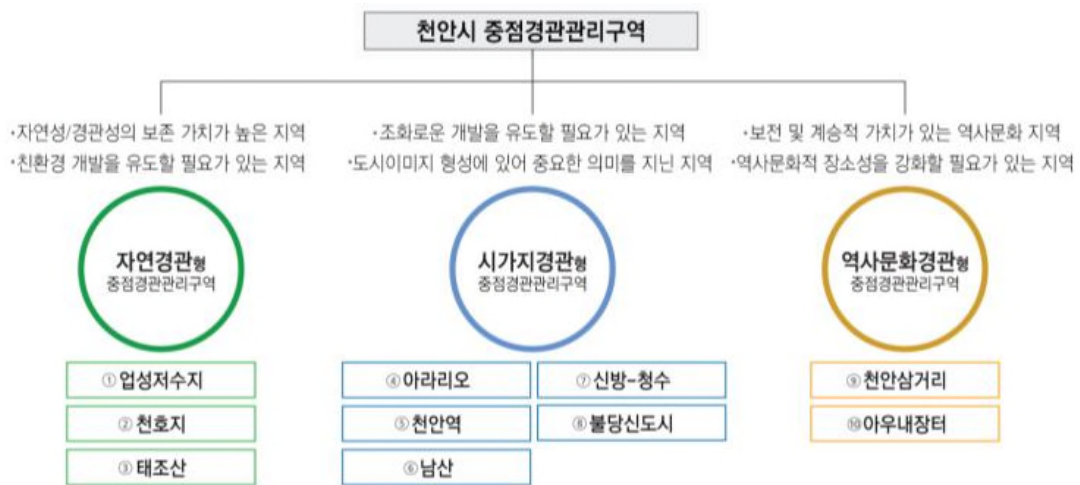 천안시 중점경관관리구역
•자연성/경관성의 보존 가치가 높은 지역
•친환경 개발을 유도할 필요가 있는 지역
•조화로운 개발을 유도할 필요가 있는 지역
•도시이미지 형성에 있어 중요한 의미를 지닌 지역
•보전 및 계승적 가치가 있는 역사문화 지역
•역사문화적 장소성을 강화할 필요가 있는 지역
자연경관형
중점경관관리구역
시가지경관형
중점경관관리구역
역사문화경관형
중점경관관리구역
①업성저수지
②천호지
③태조산
④아라리오
⑤천안역
⑥남산
⑦신방-청수
⑧불당신도시
⑨천안삼거리
⑩아우내장터